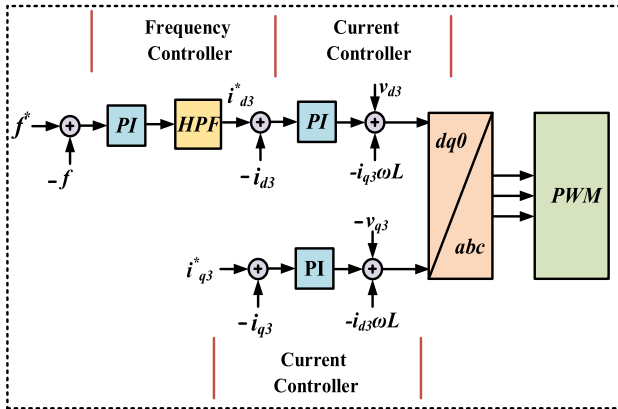 Frequency
Controller
Current
Controller
f*
-f
PI
HPF
i*d3
-id3
PI
vd3
-iq3ωL
dq0
abc
PWM
i*q3
-iq3
PI
-vq3
-id3ωL
Current
Controller